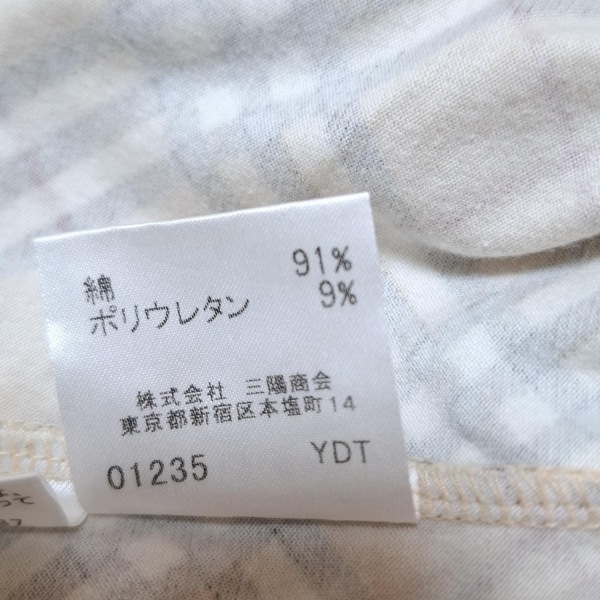 綿 91%
ポリウレタン 9%
株式会社 三陽商会
東京都新宿区本塩町14
01235 YDT